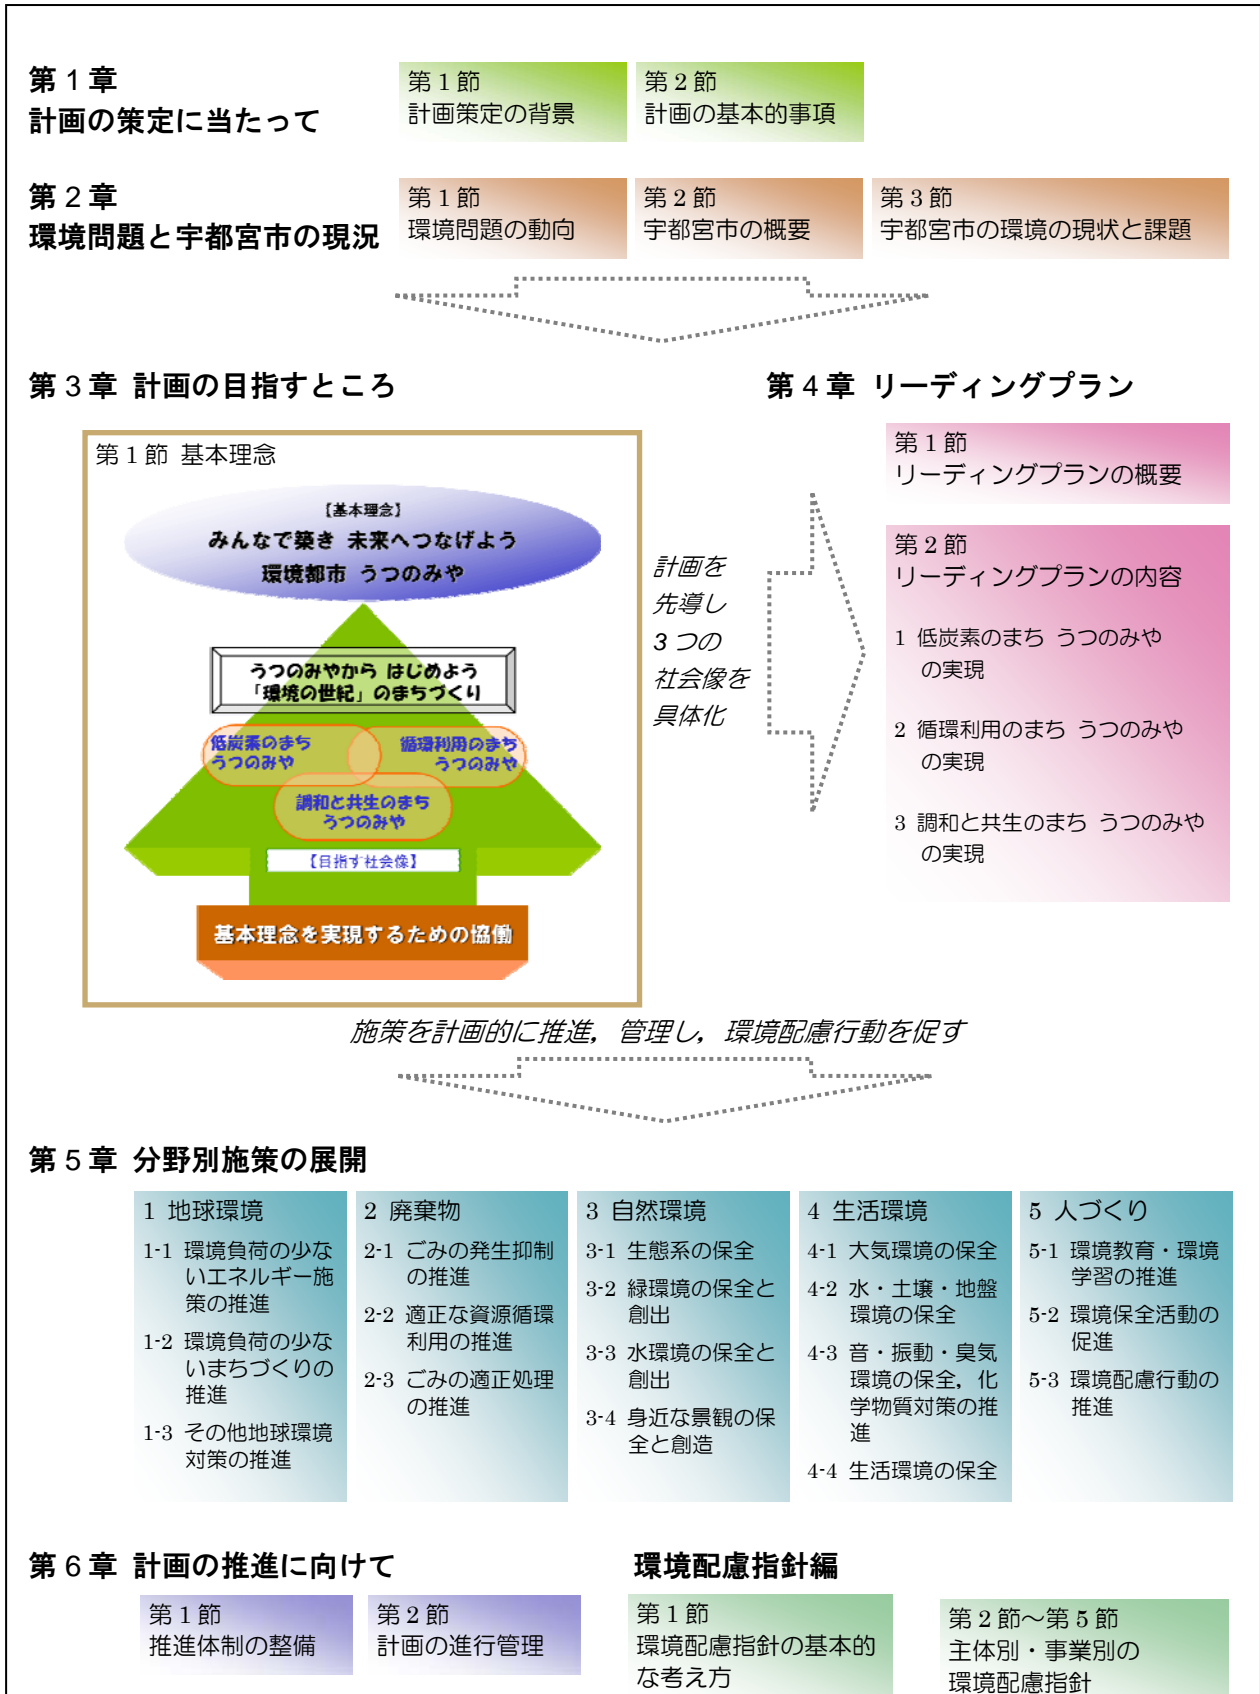 第1章
計画の策定に当たって
第1節
計画策定の背景
第2節
計画の基本的事項
第2章
環境問題と宇都宮市の現況
第1節
環境問題の動向
第2節
宇都宮市の概要
第3節
宇都宮市の環境の現状と課題
第3章 計画の目指すところ
第1節 基本理念
【基本理念】
みんなで築き 未来へつなげよう
環境都市 うつのみや
うつのみやから はじめよう
「環境の世紀」のまちづくり
低炭素のまち
うつのみや
循環利用のまち
うつのみや
調和と共生のまち
うつのみや
【目指す社会像】
基本理念を実現するための協働
計画を
先導し
3つの
社会像を
具体化
第4章 リーディングプラン
第1節
リーディングプランの概要
第2節
リーディングプランの内容
1 低炭素のまち うつのみや
の実現
2 循環利用のまち うつのみや
の実現
3 調和と共生のまち うつのみや
の実現
施策を計画的に推進，管理し，環境配慮行動を促す
第5章 分野別施策の展開
1 地球環境
1-1 環境負荷の少な
いエネルギー施
策の推進
1-2 環境負荷の少な
いまちづくりの
推進
1-3 その他地球環境
対策の推進
2 廃棄物
2-1 ごみの発生抑制
の推進
2-2 適正な資源循環
利用の推進
2-3 ごみの適正処理
の推進
3 自然環境
3-1 生態系の保全
3-2 緑環境の保全と
創出
3-3 水環境の保全と
創出
3-4 身近な景観の保
全と創造
4 生活環境
4-1 大気環境の保全
4-2 水・土壌・地盤
環境の保全
4-3 音・振動・臭気
環境の保全，化
学物質対策の推
進
4-4 生活環境の保全
5 人づくり
5-1 環境教育・環境
学習の推進
5-2 環境保全活動の
促進
5-3 環境配慮行動の
推進
第6章 計画の推進に向けて
第1節
推進体制の整備
第2節
計画の進行管理
環境配慮指針編
第1節
環境配慮指針の基本的
な考え方
第2節～第5節
主体別・事業別の
環境配慮指針